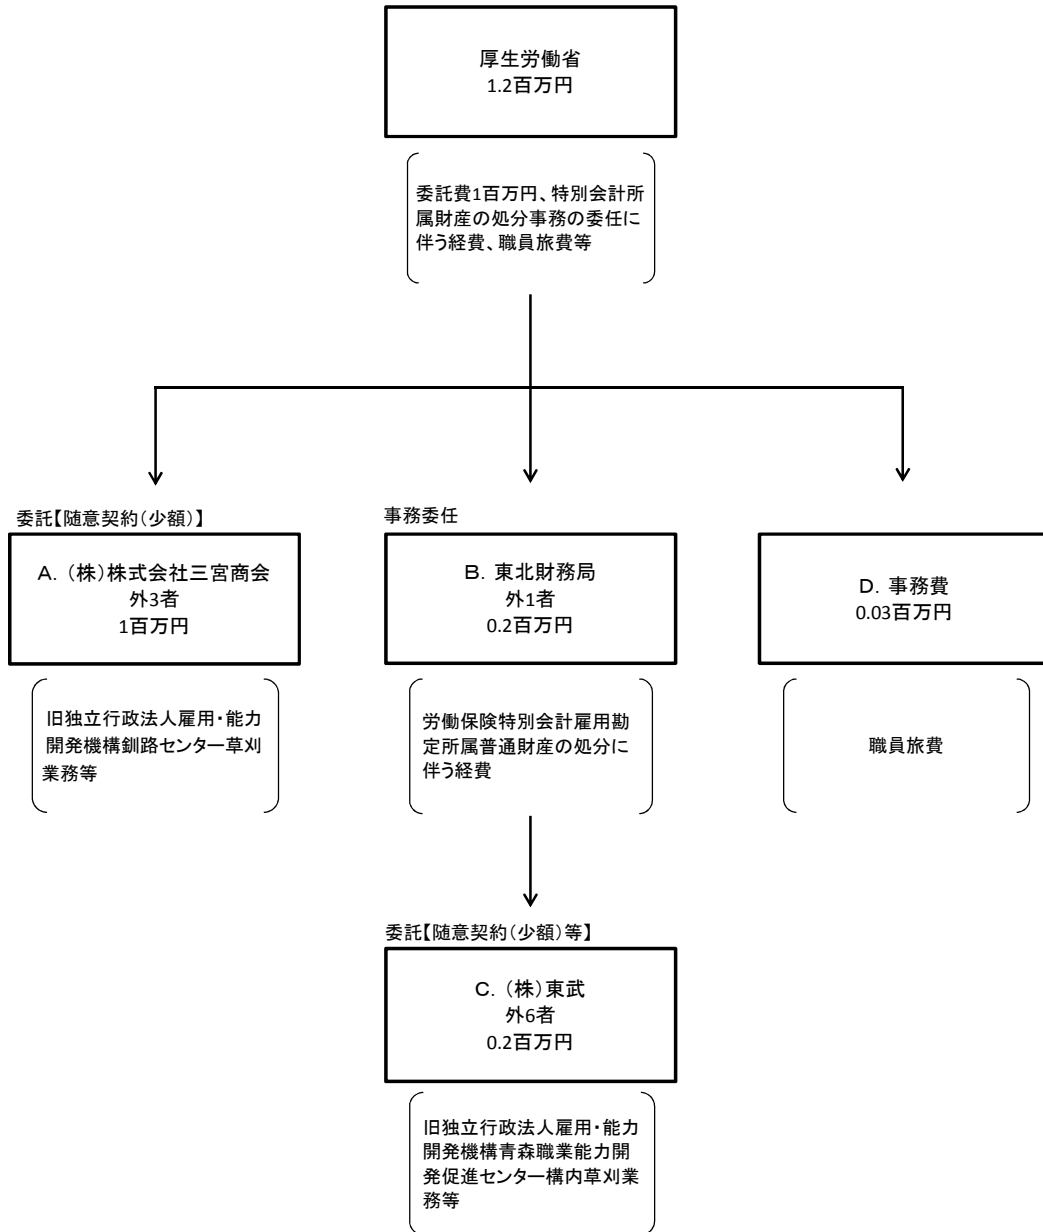 厚生労働省
1.2百万円
委託費1百万円、特別会計所
属財産の処分事務の委任に
伴う経費、職員旅費等
委託【随意契約(少額)】
A. (株)株式会社三宮商会
外3者
1百万円
旧独立行政法人雇用・能力
開発機構釧路センター草刈
業務等
事務委任
B. 東北財務局
外1者
0.2百万円
労働保険特別会計雇用勘
定所属普通財産の処分に
伴う経費
D. 事務費
0.03百万円
職員旅費
委託【随意契約(少額)等】
C. (株)東武
外6者
0.2百万円
旧独立行政法人雇用・能力
開発機構青森職業能力開
発促進センター構内草刈業
務等